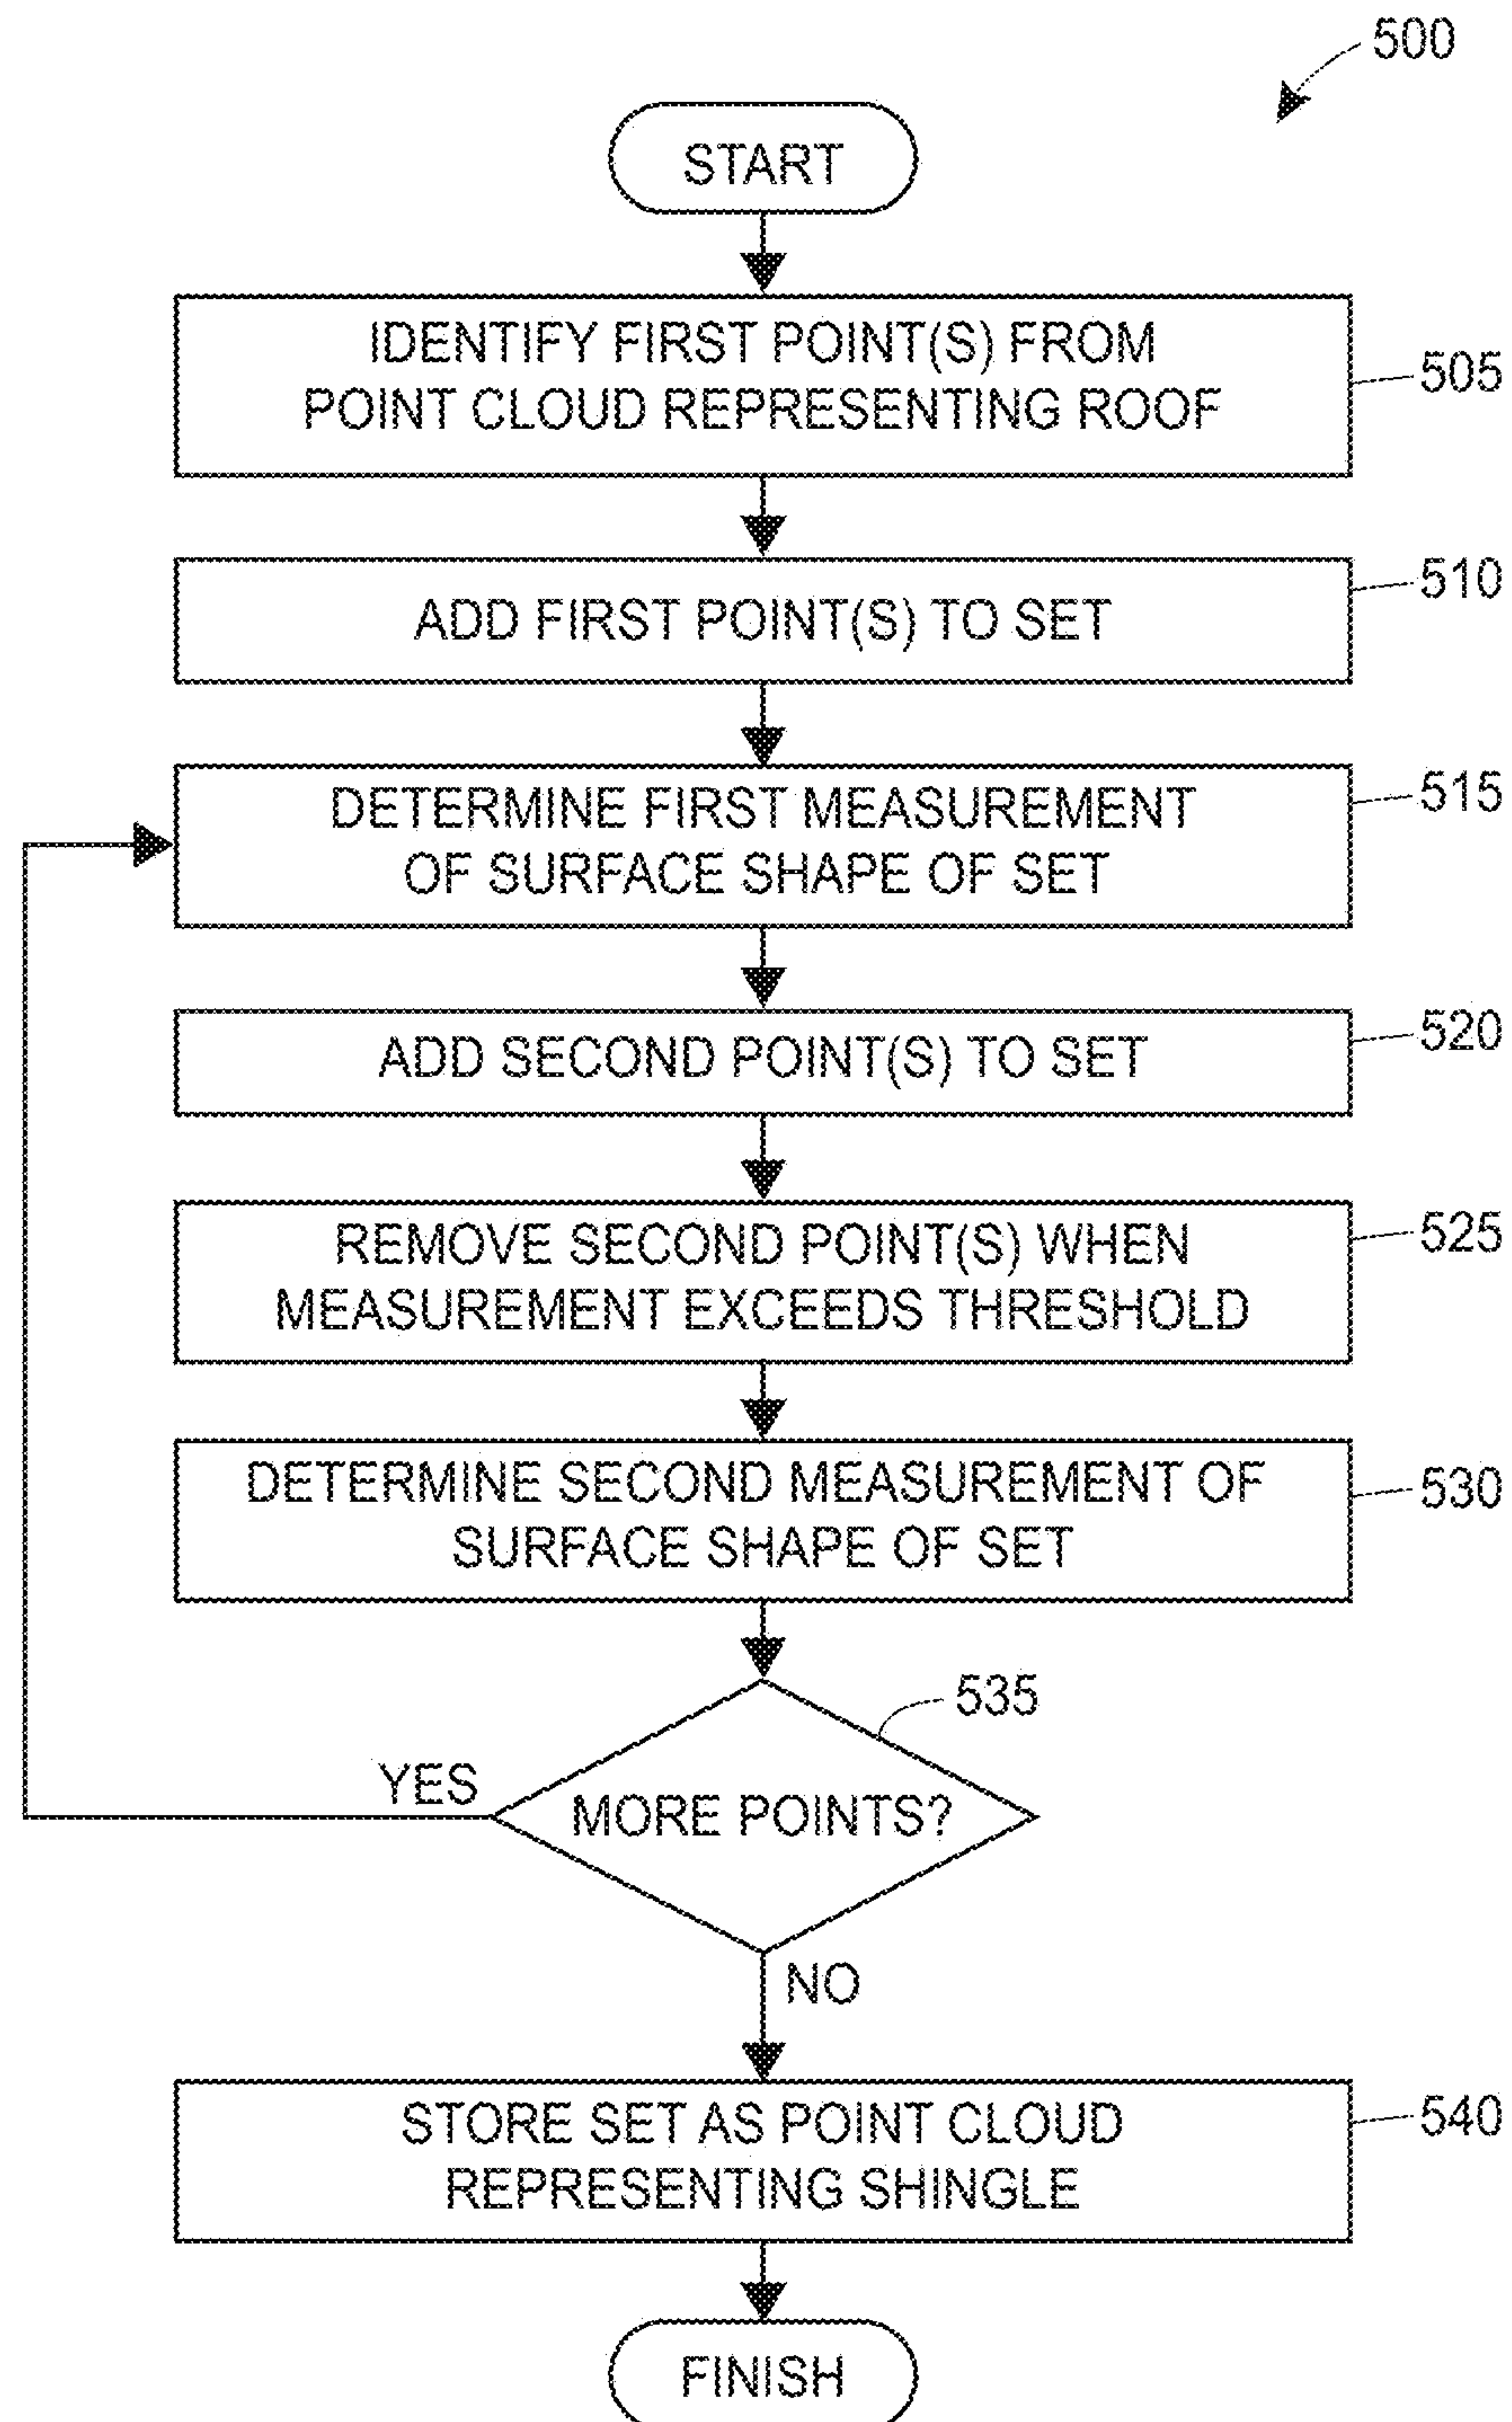 500
START
IDENTIFY FIRST POINT(S) FROM
POINT CLOUD REPRESENTING ROOF
505
ADD FIRST POINT(S) TO SET
510
DETERMINE FIRST MEASUREMENT
OF SURFACE SHAPE OF SET
515
ADD SECOND POINT(S) TO SET
520
REMOVE SECOND POINT(S) WHEN
MEASUREMENT EXCEEDS THRESHOLD
525
DETERMINE SECOND MEASUREMENT OF
SURFACE SHAPE OF SET
530
535
YES
MORE POINTS?
NO
STORE SET AS POINT CLOUD
REPRESENTING SHINGLE
540
FINISH